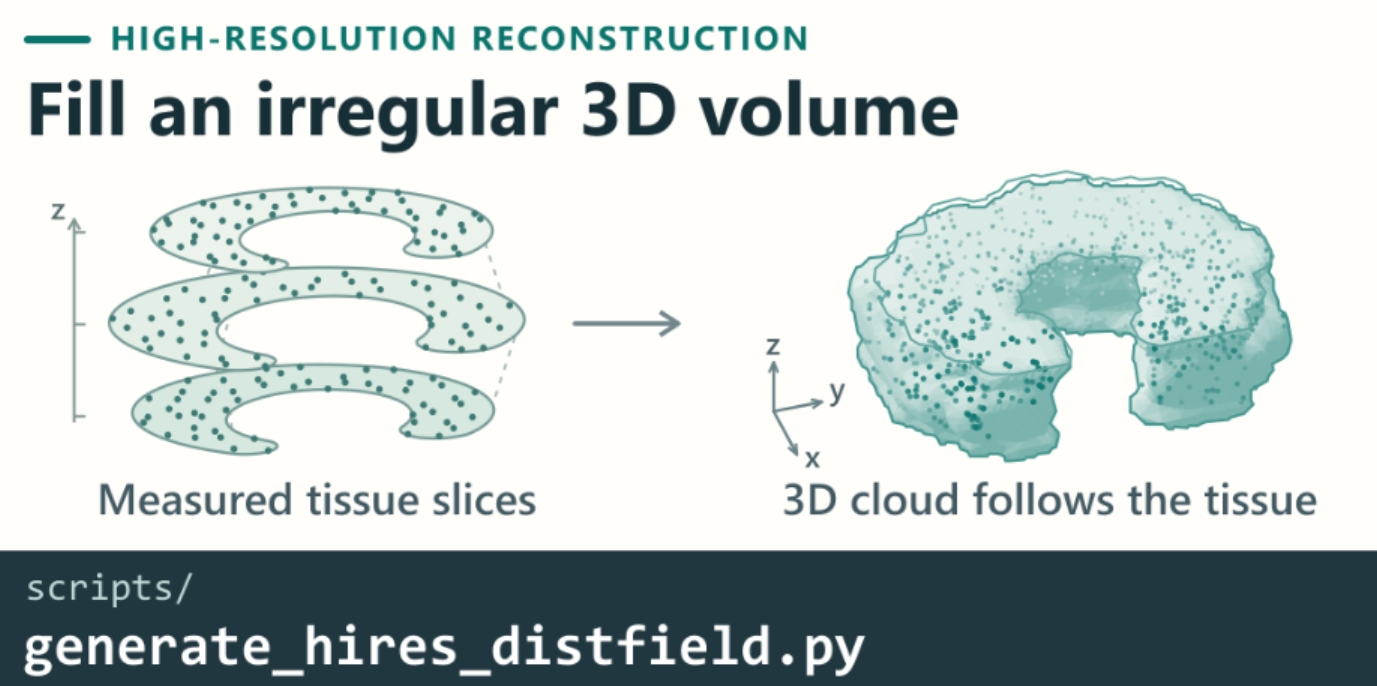 HIGH-RESOLUTION RECONSTRUCTION
Fill an irregular 3D volume
z
Measured tissue slices
z
y
x
3D cloud follows the tissue
scripts/
generate_hires_distfield.py